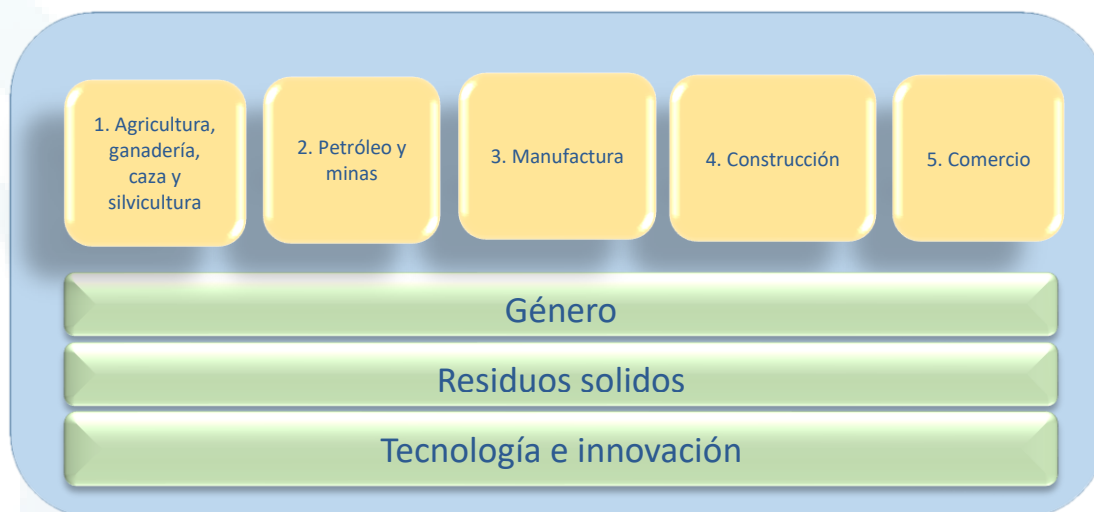 1. Agricultura,
ganadería,
caza y
silvicultura
2. Petróleo y
minas
3. Manufactura
4. Construcción
5. Comercio
Género
Residuos solidos
Tecnología e innovación